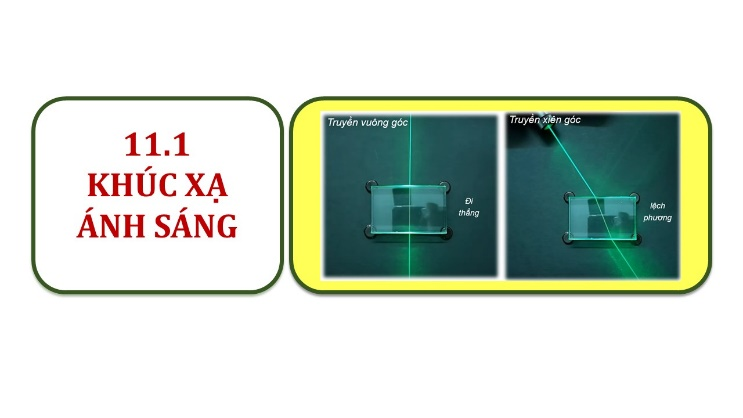 11.1
KHÚC XẠ
ÁNH SÁNG
Truyền vuông góc
Đi
thẳng
Truyền xiên góc
lệch
phương